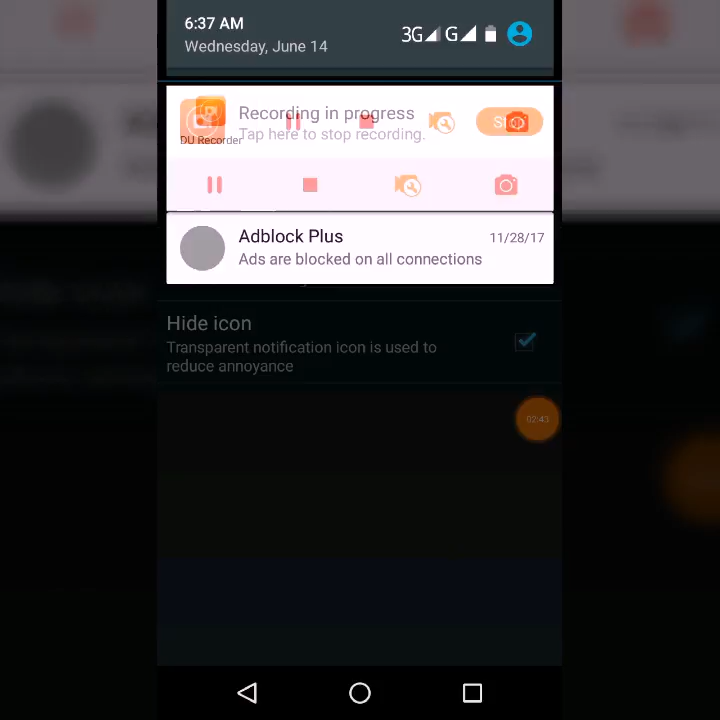 6:37 AM
Wednesday, June 14
3G G
Recording in progress
DU Recorder
Tap here to stop recording.
Adblock Plus
11/28/17
Ads are blocked on all connections
Hide icon
Transparent notification icon is used to
reduce annoyance
02:43